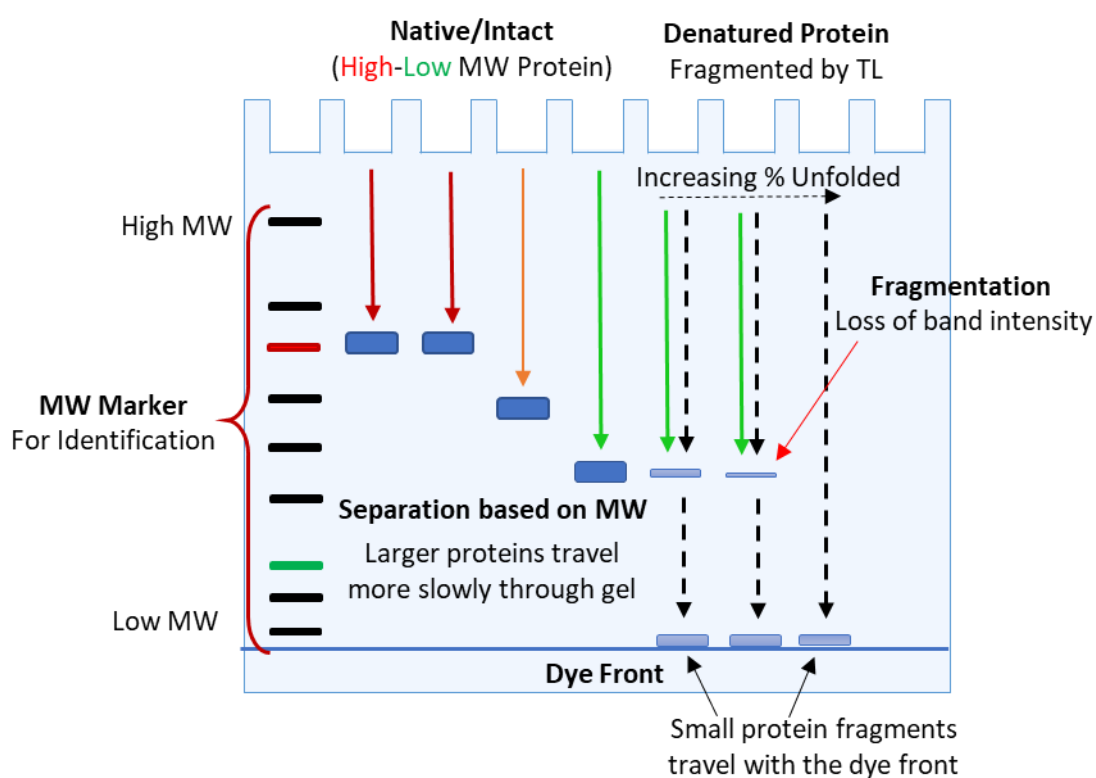 Native/Intact
(High-Low MW Protein)
Denatured Protein
Fragmented by TL
Increasing % Unfolded
High MW
Fragmentation
Loss of band intensity
MW Marker
For Identification
Separation based on MW
Larger proteins travel
more slowly through gel
Low MW
Dye Front
Small protein fragments
travel with the dye front